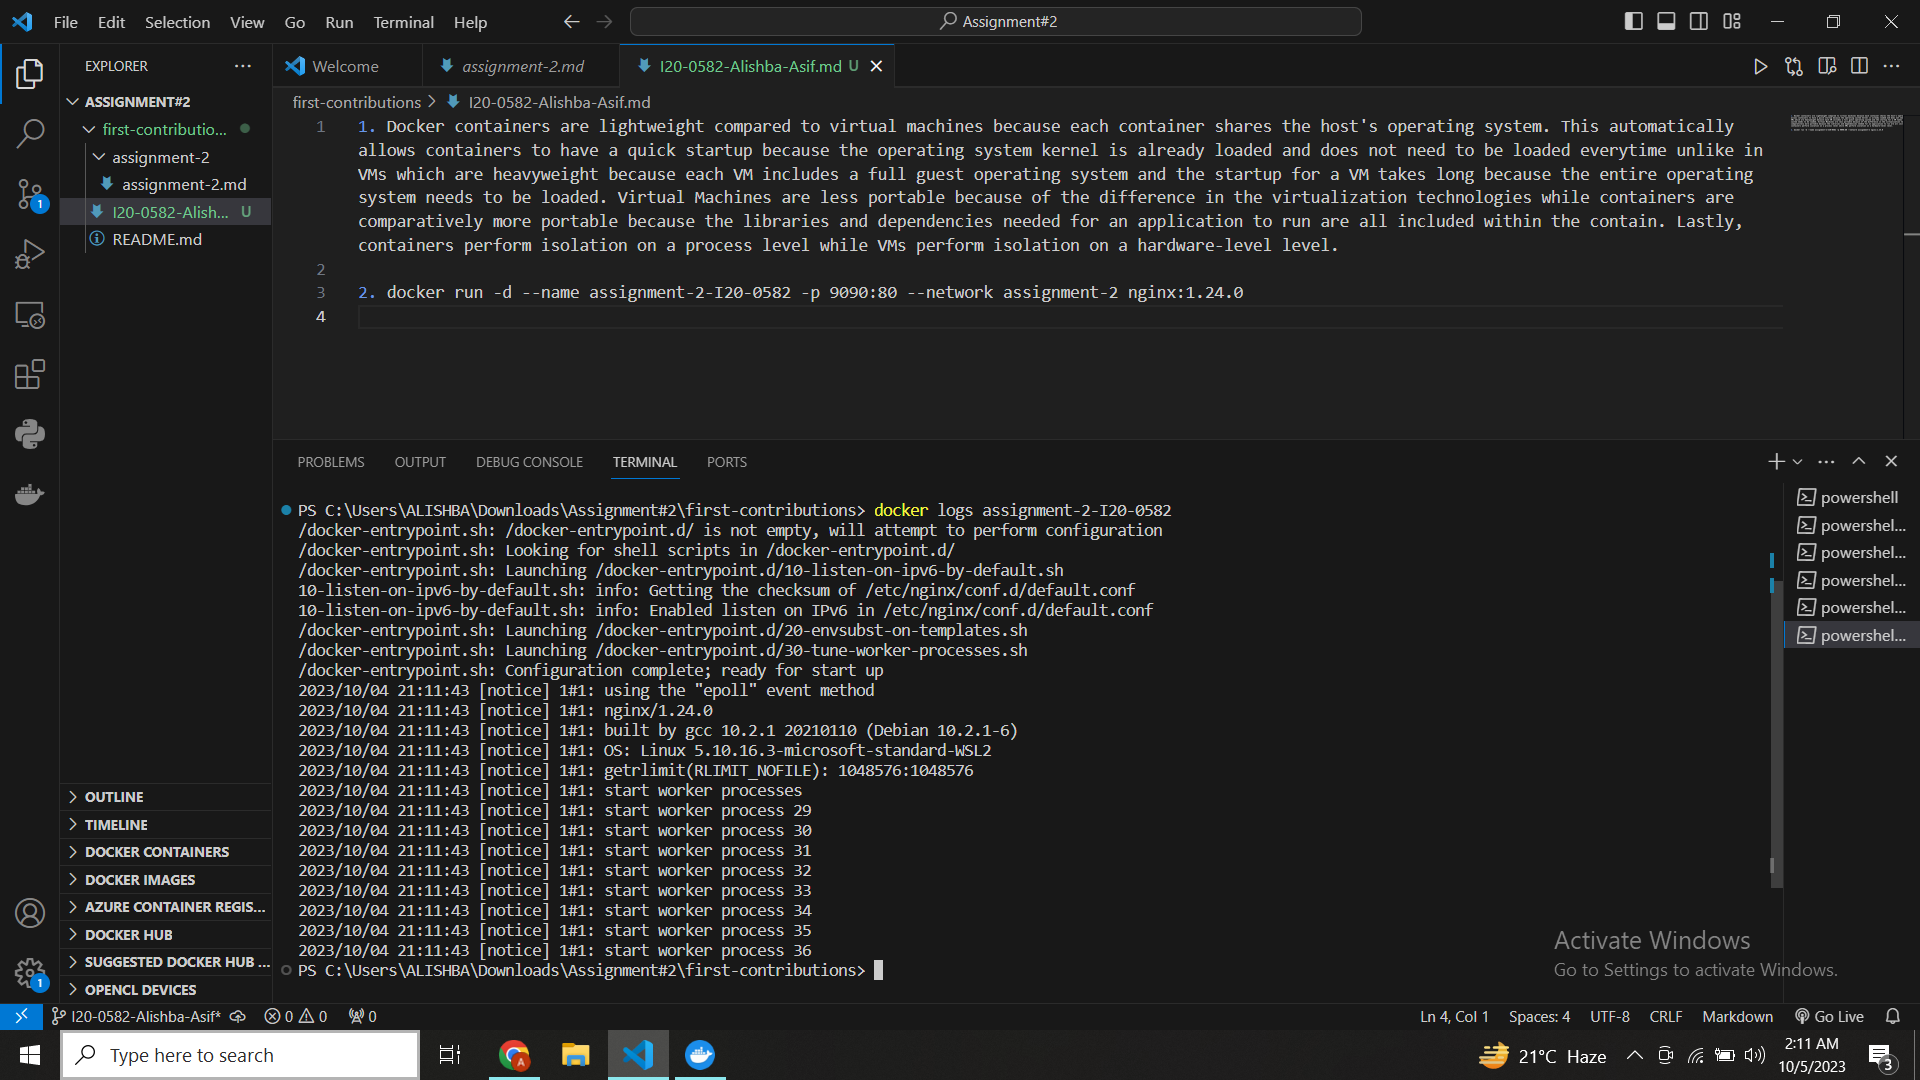 File Edit Selection View Go Run Terminal Help
Assignment#2
EXPLORER
Welcome
assignment-2.md
I20-0582-Alishba-Asif.md U
ASSIGNMENT#2
first-contributio...
assignment-2
assignment-2.md
I20-0582-Alish... U
README.md
first-contributions > I20-0582-Alishba-Asif.md
1 1. Docker containers are lightweight compared to virtual machines because each container shares the host's operating system. This automatically
allows containers to have a quick startup because the operating system kernel is already loaded and does not need to be loaded everytime unlike in
VMs which are heavyweight because each VM includes a full guest operating system and the startup for a VM takes long because the entire operating
system needs to be loaded. Virtual Machines are less portable because of the difference in the virtualization technologies while containers are
comparatively more portable because the libraries and dependencies needed for an application to run are all included within the contain. Lastly,
containers perform isolation on a process level while VMs perform isolation on a hardware-level level.
2
3 2. docker run -d --name assignment-2-I20-0582 -p 9090:80 --network assignment-2 nginx:1.24.0
4
PROBLEMS OUTPUT DEBUG CONSOLE TERMINAL PORTS
PS C:\Users\ALISHBA\Downloads\Assignment#2\first-contributions> docker logs assignment-2-I20-0582
/docker-entrypoint.sh: /docker-entrypoint.d/ is not empty, will attempt to perform configuration
/docker-entrypoint.sh: Looking for shell scripts in /docker-entrypoint.d/
/docker-entrypoint.sh: Launching /docker-entrypoint.d/10-listen-on-ipv6-by-default.sh
10-listen-on-ipv6-by-default.sh: info: Getting the checksum of /etc/nginx/conf.d/default.conf
10-listen-on-ipv6-by-default.sh: info: Enabled listen on IPv6 in /etc/nginx/conf.d/default.conf
/docker-entrypoint.sh: Launching /docker-entrypoint.d/20-envsubst-on-templates.sh
/docker-entrypoint.sh: Launching /docker-entrypoint.d/30-tune-worker-processes.sh
/docker-entrypoint.sh: Configuration complete; ready for start up
2023/10/04 21:11:43 [notice] 1#1: using the "epoll" event method
2023/10/04 21:11:43 [notice] 1#1: nginx/1.24.0
2023/10/04 21:11:43 [notice] 1#1: built by gcc 10.2.1 20210110 (Debian 10.2.1-6)
2023/10/04 21:11:43 [notice] 1#1: OS: Linux 5.10.16.3-microsoft-standard-WSL2
2023/10/04 21:11:43 [notice] 1#1: getrlimit(RLIMIT_NOFILE): 1048576:1048576
2023/10/04 21:11:43 [notice] 1#1: start worker processes
2023/10/04 21:11:43 [notice] 1#1: start worker process 29
2023/10/04 21:11:43 [notice] 1#1: start worker process 30
2023/10/04 21:11:43 [notice] 1#1: start worker process 31
2023/10/04 21:11:43 [notice] 1#1: start worker process 32
2023/10/04 21:11:43 [notice] 1#1: start worker process 33
2023/10/04 21:11:43 [notice] 1#1: start worker process 34
2023/10/04 21:11:43 [notice] 1#1: start worker process 35
2023/10/04 21:11:43 [notice] 1#1: start worker process 36
PS C:\Users\ALISHBA\Downloads\Assignment#2\first-contributions>
powershell
powershel...
powershel...
powershel...
powershel...
powershel...
OUTLINE
TIMELINE
DOCKER CONTAINERS
DOCKER IMAGES
AZURE CONTAINER REGIS...
DOCKER HUB
SUGGESTED DOCKER HUB ...
OPENCL DEVICES
1
1
Activate Windows
Go to Settings to activate Windows.
I20-0582-Alishba-Asif* 0 0 0
Ln 4, Col 1 Spaces: 4 UTF-8 CRLF Markdown Go Live
Type here to search
21°C Haze
2:11 AM
10/5/2023
3